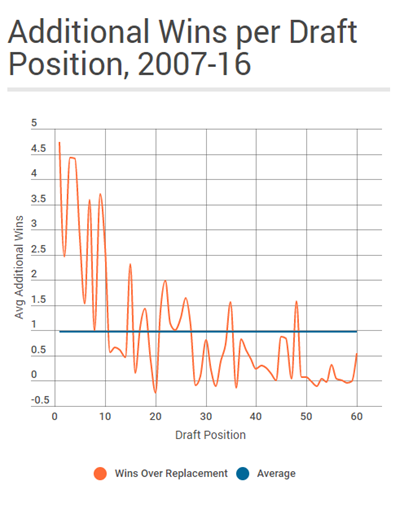 Additional Wins per Draft
Position, 2007-16
5
4.5
4
3.5
3
2.5
2
1.5
1
0.5
0
-0.5
Avg Additional Wins
0 10 20 30 40 50 60
Draft Position
Wins Over Replacement Average